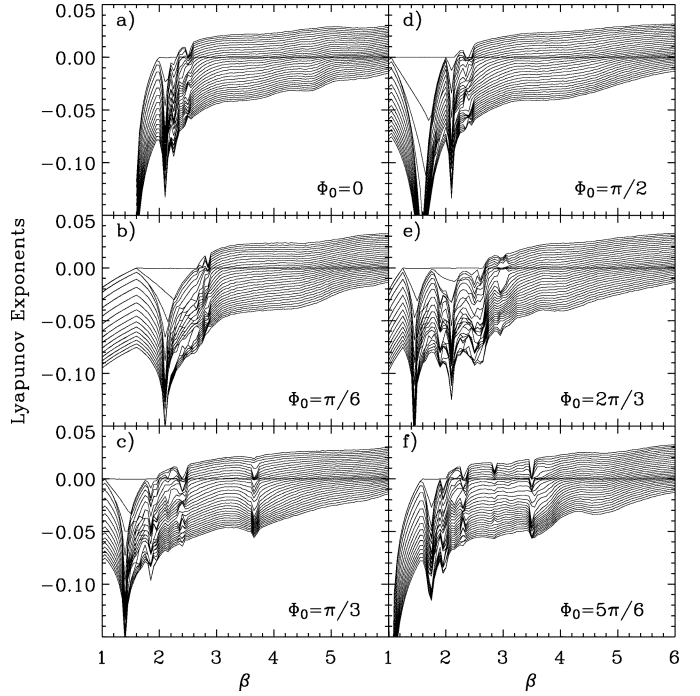 a)
d)
0.05
0.00
−0.05
−0.10
Φ₀=0
Φ₀=π/2
b)
e)
0.05
0.00
−0.05
−0.10
Φ₀=π/6
Φ₀=2π/3
Lyapunov Exponents
c)
f)
0.05
0.00
−0.05
−0.10
Φ₀=π/3
Φ₀=5π/6
1 2 3 4 5 1 2 3 4 5 6
β β